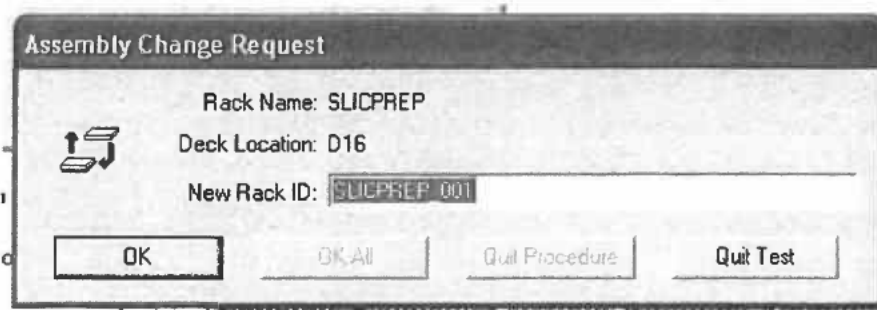 Assembly Change Request
Rack Name: SLICPREP
Deck Location: D16
New Rack ID: SLICPREP 001
OK OK All Quit Procedure Quit Test